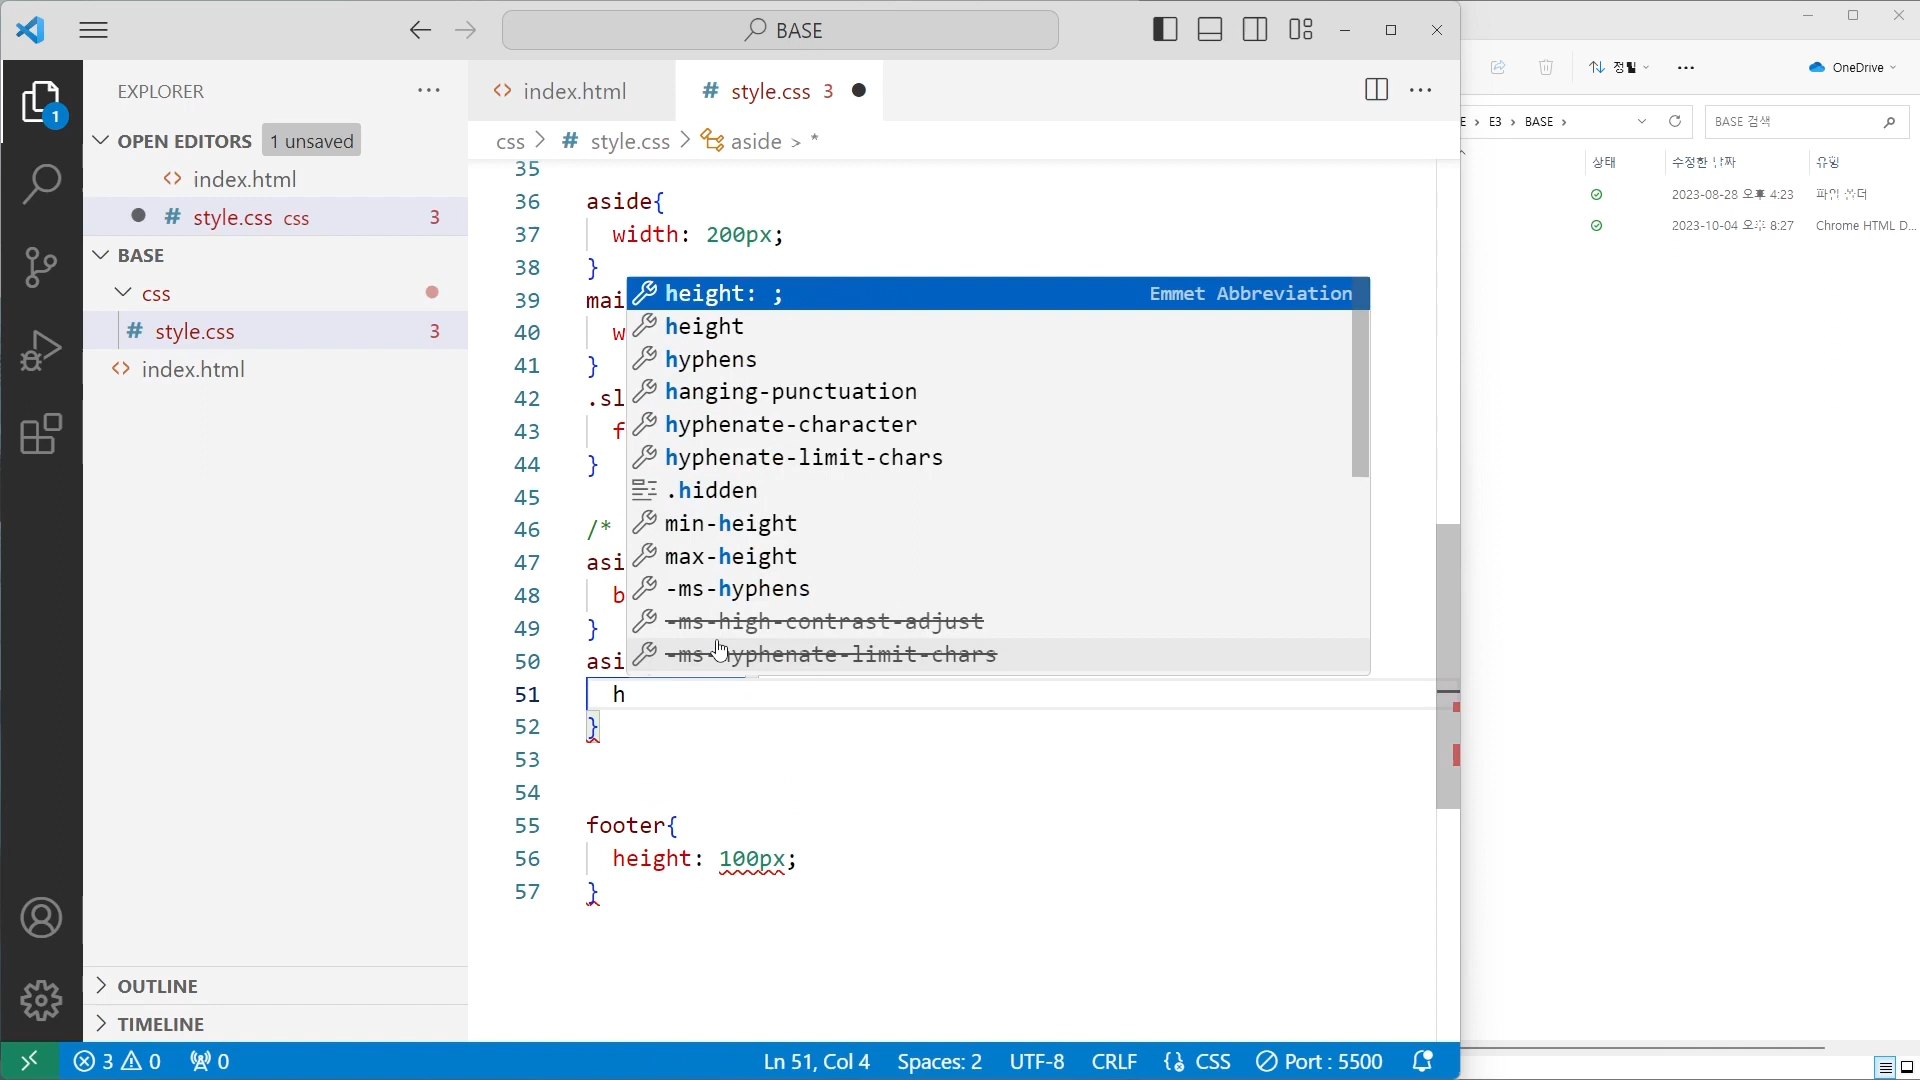 BASE
EXPLORER
OPEN EDITORS
1 unsaved
index.html
style.css css
3
BASE
css
style.css
3
index.html
OUTLINE
TIMELINE
index.html
# style.css 3
css > # style.css > aside > *
35
36 aside{
37 width: 200px;
38 }
39 mai
40 w
41 }
42 .sl
43 f
44 }
45
46 /*
47 asi
48 b
49 }
50 asi
51 h
52 }
53
54
55 footer{
56 height: 100px;
57 }
height: ; Emmet Abbreviation
height
hyphens
hanging-punctuation
hyphenate-character
hyphenate-limit-chars
.hidden
min-height
max-height
-ms-hyphens
-ms-high-contrast-adjust
-ms-hyphenate-limit-chars
3 0 0
Ln 51, Col 4
Spaces: 2
UTF-8
CRLF
CSS
Port : 5500
1
OneDrive
E3 > BASE >
BASE 검색
상태
수정한 날짜
유형
2023-08-28 오후 4:23
2023-10-04 오후 8:27
Chrome HTML D...